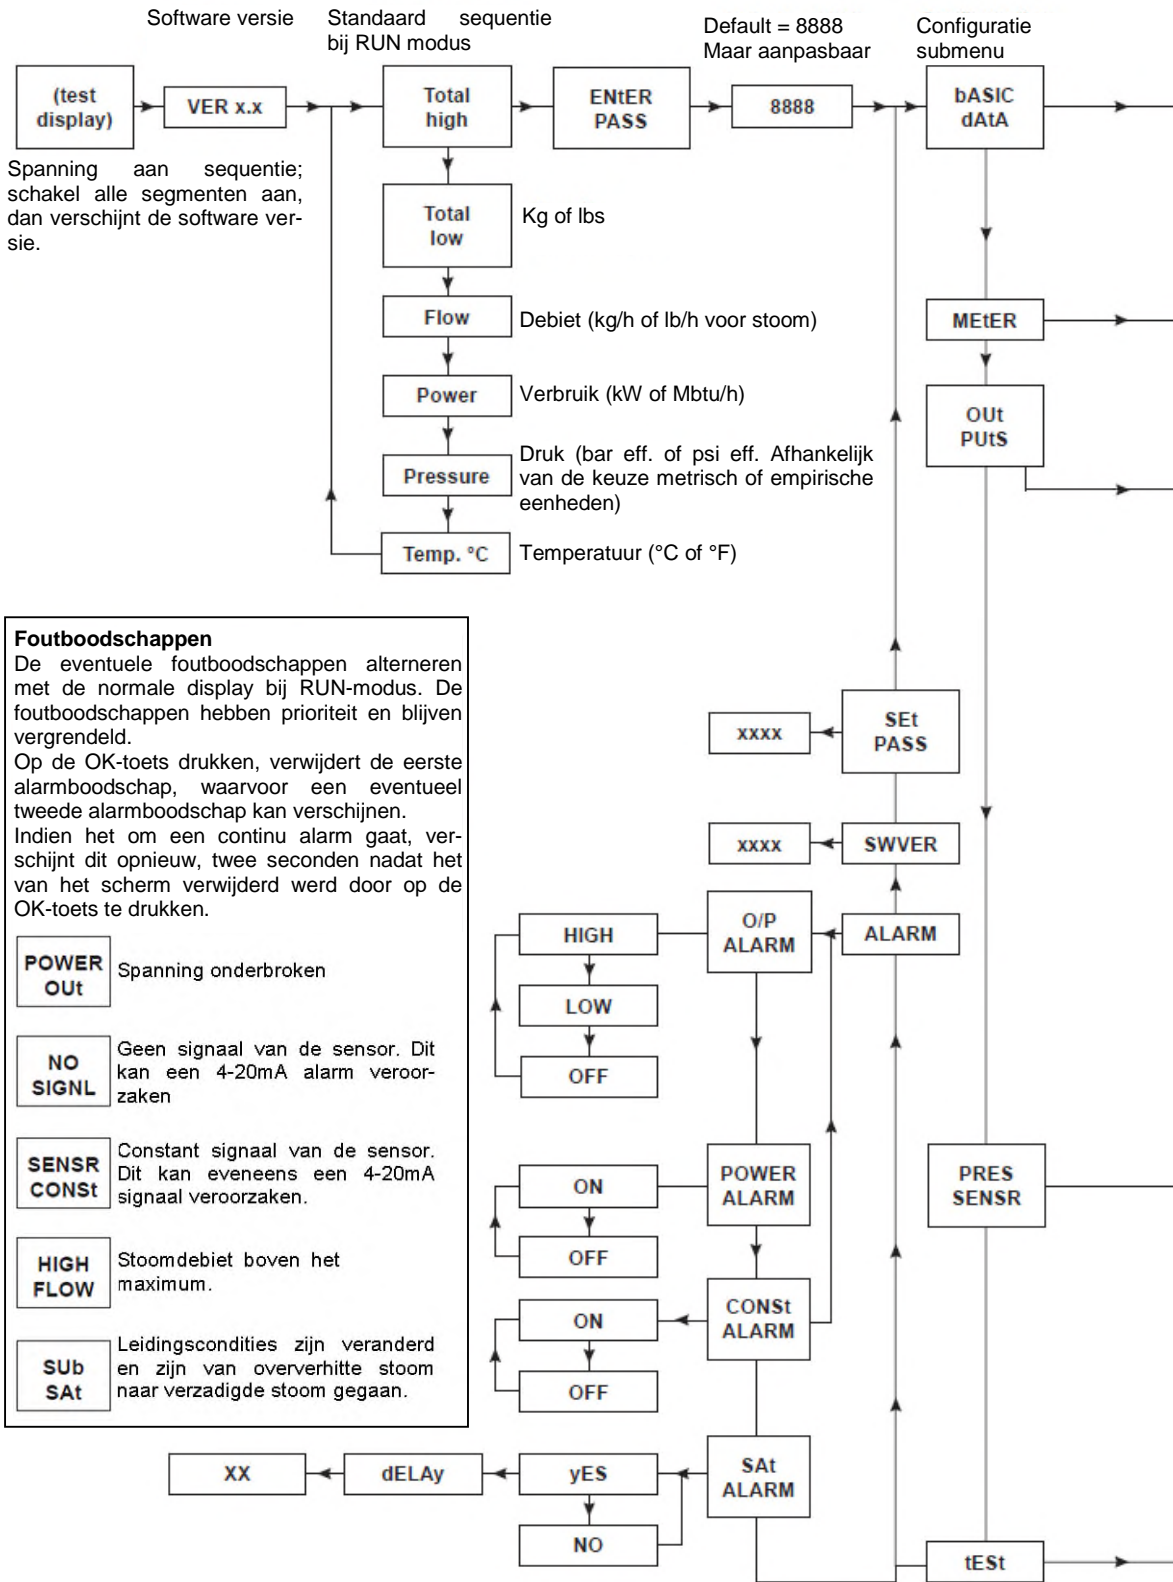 Software versie
Standaard sequentie
bij RUN modus
Default = 8888
Maar aanpasbaar
Configuratie
submenu
(test
display)
VER x.x
Total
high
ENtER
PASS
8888
bASIC
dAtA
Spanning aan sequentie;
schakel alle segmenten aan,
dan verschijnt de software ver-
sie.
Total
low
Kg of lbs
Flow
Debiet (kg/h of lb/h voor stoom)
MEtER
Power
Verbruik (kW of Mbtu/h)
OUt
PUtS
Pressure
Druk (bar eff. of psi eff. Afhankelijk
van de keuze metrisch of empirische
eenheden)
Temp. °C
Temperatuur (°C of °F)
Foutboodschappen
De eventuele foutboodschappen alterneren
met de normale display bij RUN-modus. De
foutboodschappen hebben prioriteit en blijven
vergrendeld.
Op de OK-toets drukken, verwijdert de eerste
alarmboodschap, waarvoor een eventueel
tweede alarmboodschap kan verschijnen.
Indien het om een continu alarm gaat, ver-
schijnt dit opnieuw, twee seconden nadat het
van het scherm verwijderd werd door op de
OK-toets te drukken.
POWER
OUt
Spanning onderbroken
NO
SIGNL
Geen signaal van de sensor. Dit
kan een 4-20mA alarm veroor-
zaken
SENSR
CONSt
Constant signaal van de sensor.
Dit kan eveneens een 4-20mA
signaal veroorzaken.
HIGH
FLOW
Stoomdebiet boven het
maximum.
SUb
SAt
Leidingscondities zijn veranderd
en zijn van oververhitte stoom
naar verzadigde stoom gegaan.
xxxx
SEt
PASS
xxxx
SWVER
HIGH
O/P
ALARM
ALARM
LOW
OFF
ON
POWER
ALARM
PRES
SENSR
OFF
ON
CONSt
ALARM
OFF
XX
dELAy
yES
SAt
ALARM
NO
tESt